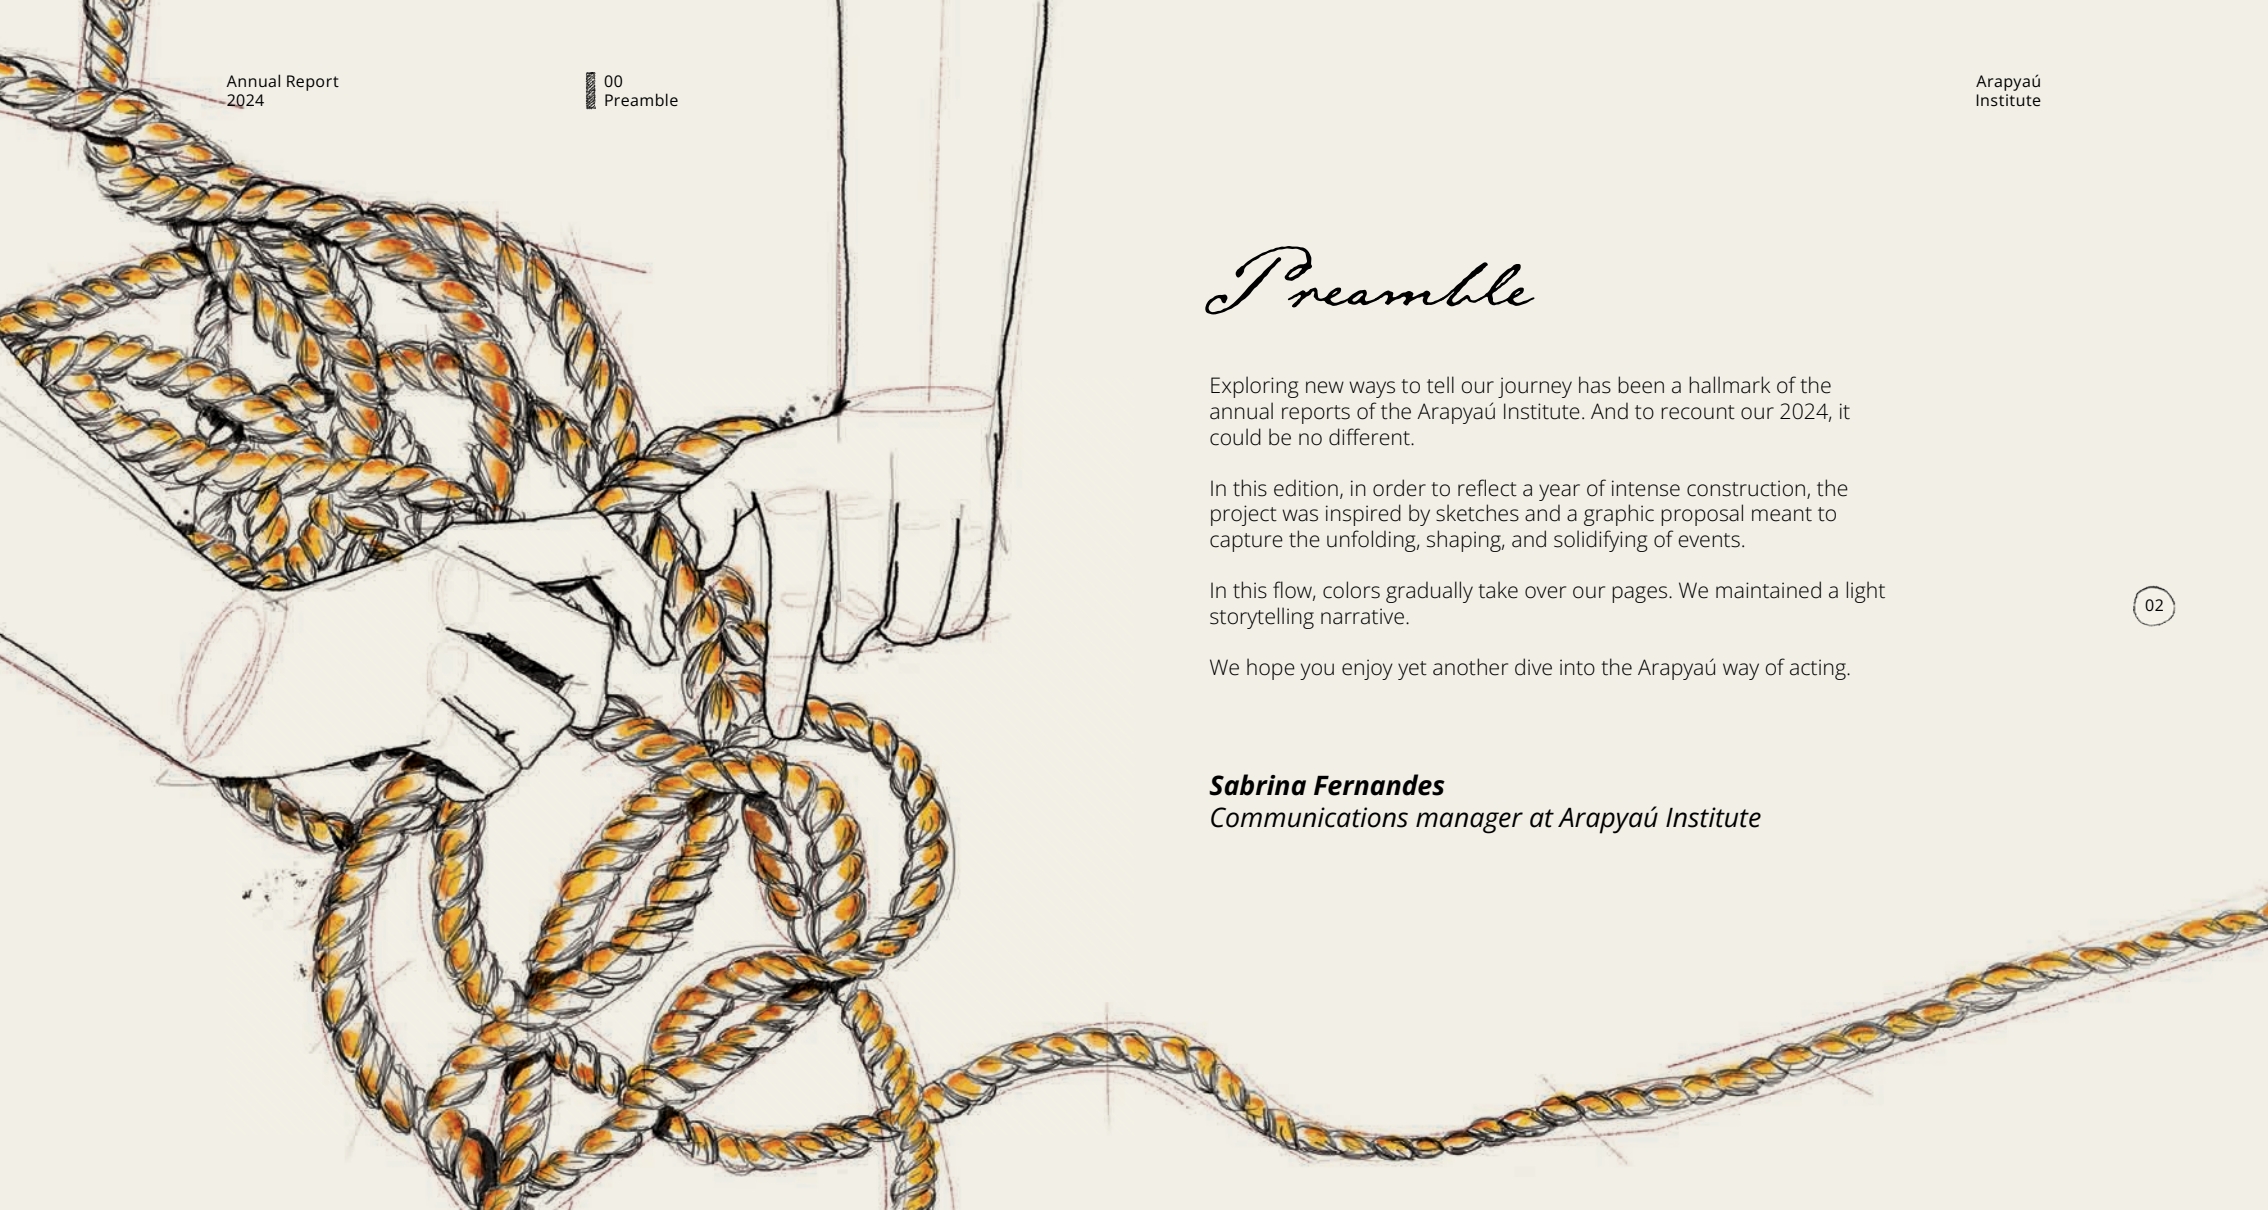 Annual Report
2024
00
Preamble
Arapyaú
Institute
Preamble
Exploring new ways to tell our journey has been a hallmark of the
annual reports of the Arapyaú Institute. And to recount our 2024, it
could be no different.
In this edition, in order to reflect a year of intense construction, the
project was inspired by sketches and a graphic proposal meant to
capture the unfolding, shaping, and solidifying of events.
In this flow, colors gradually take over our pages. We maintained a light
storytelling narrative.
We hope you enjoy yet another dive into the Arapyaú way of acting.
02
Sabrina Fernandes
Communications manager at Arapyaú Institute